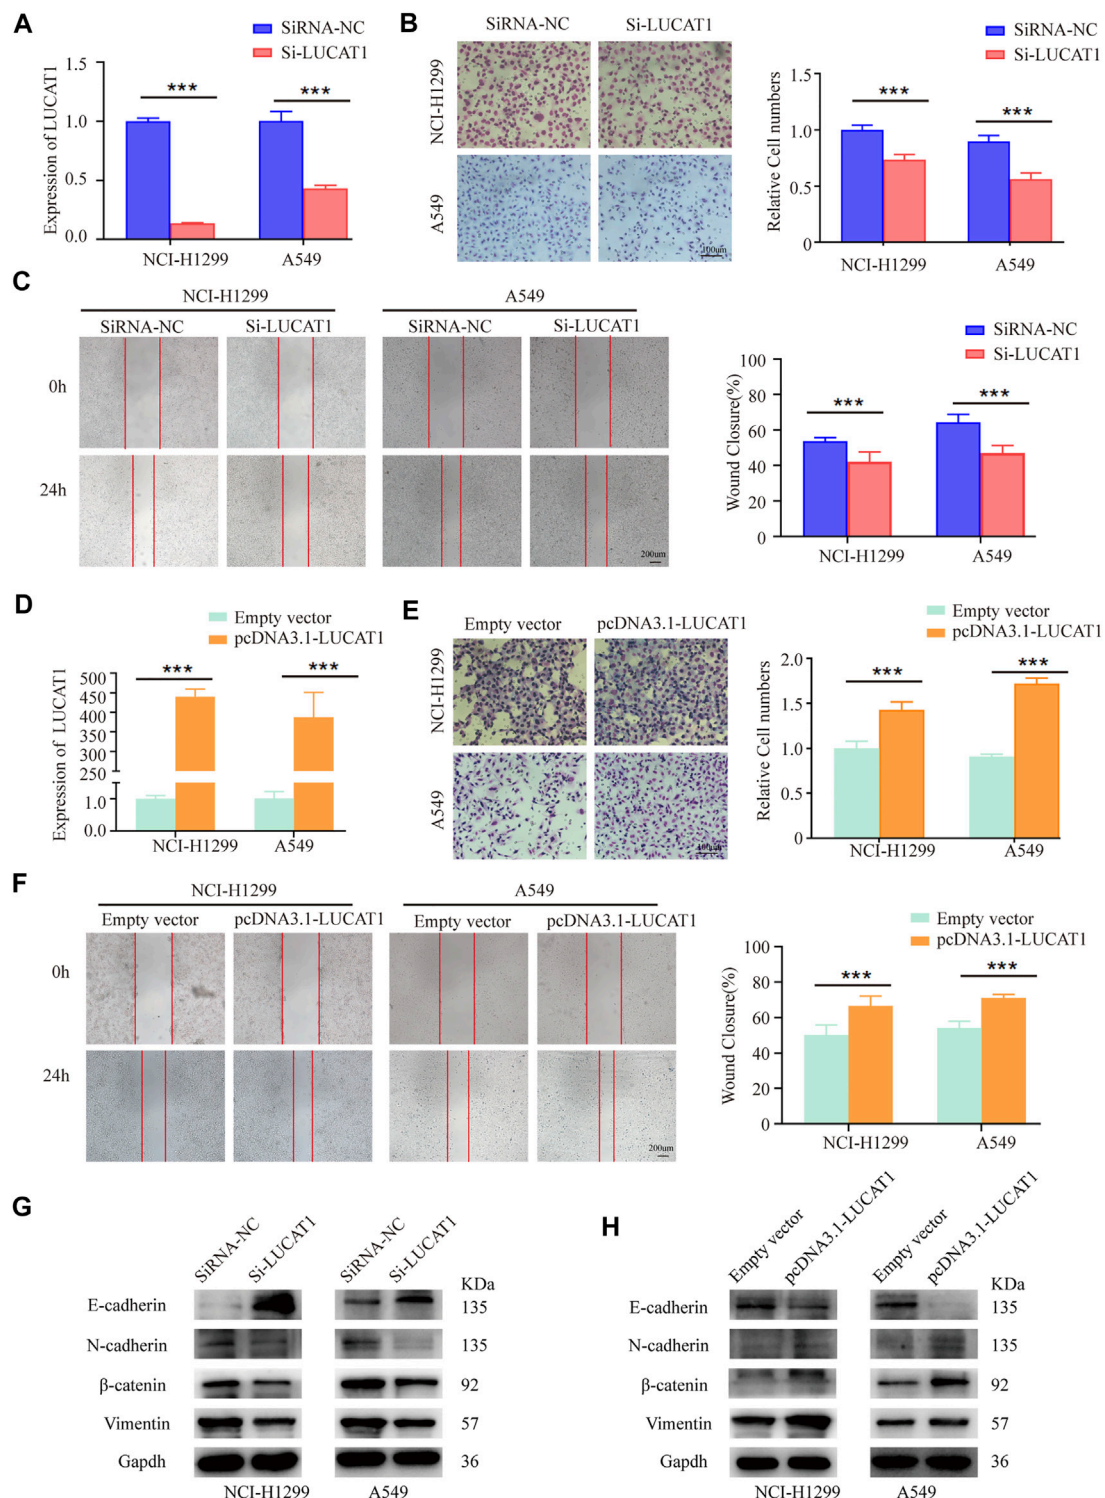 A
SiRNA-NC
Si-LUCAT1
Expression of LUCAT1
1.5
1.0
0.5
0.0
***
***
NCI-H1299
A549
B
SiRNA-NC
Si-LUCAT1
NCI-H1299
A549
100um
SiRNA-NC
Si-LUCAT1
Relative Cell numbers
1.5
1.0
0.5
0
***
***
NCI-H1299
A549
C
NCI-H1299
A549
SiRNA-NC
Si-LUCAT1
SiRNA-NC
Si-LUCAT1
0h
24h
200um
SiRNA-NC
Si-LUCAT1
Wound Closure(%)
100
80
60
40
20
0
***
***
NCI-H1299
A549
D
Empty vector
pcDNA3.1-LUCAT1
Expression of LUCAT1
500
450
400
350
300
250
250
1.0
0.0
***
***
NCI-H1299
A549
E
Empty vector
pcDNA3.1-LUCAT1
NCI-H1299
A549
100um
Empty vector
pcDNA3.1-LUCAT1
Relative Cell numbers
2.0
1.5
1.0
0.5
0
***
***
NCI-H1299
A549
F
NCI-H1299
A549
Empty vector
pcDNA3.1-LUCAT1
Empty vector
pcDNA3.1-LUCAT1
0h
24h
200um
Empty vector
pcDNA3.1-LUCAT1
Wound Closure(%)
100
80
60
40
20
0
***
***
NCI-H1299
A549
G
SiRNA-NC
Si-LUCAT1
SiRNA-NC
Si-LUCAT1
KDa
E-cadherin
135
N-cadherin
135
β-catenin
92
Vimentin
57
Gapdh
36
NCI-H1299
A549
H
Empty vector
pcDNA3.1-LUCAT1
Empty vector
pcDNA3.1-LUCAT1
KDa
E-cadherin
135
N-cadherin
135
β-catenin
92
Vimentin
57
Gapdh
36
NCI-H1299
A549